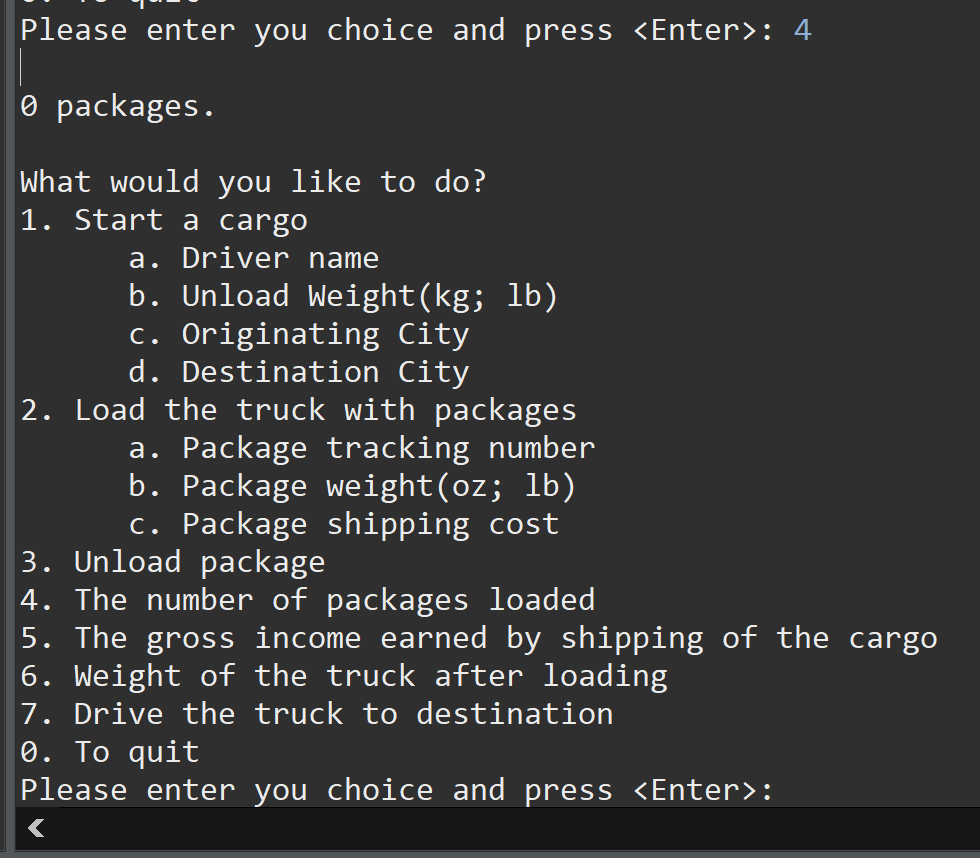 Please enter you choice and press <Enter>: 4
0 packages.
What would you like to do?
1. Start a cargo
a. Driver name
b. Unload Weight(kg; lb)
c. Originating City
d. Destination City
2. Load the truck with packages
a. Package tracking number
b. Package weight(oz; lb)
c. Package shipping cost
3. Unload package
4. The number of packages loaded
5. The gross income earned by shipping of the cargo
6. Weight of the truck after loading
7. Drive the truck to destination
0. To quit
Please enter you choice and press <Enter>: